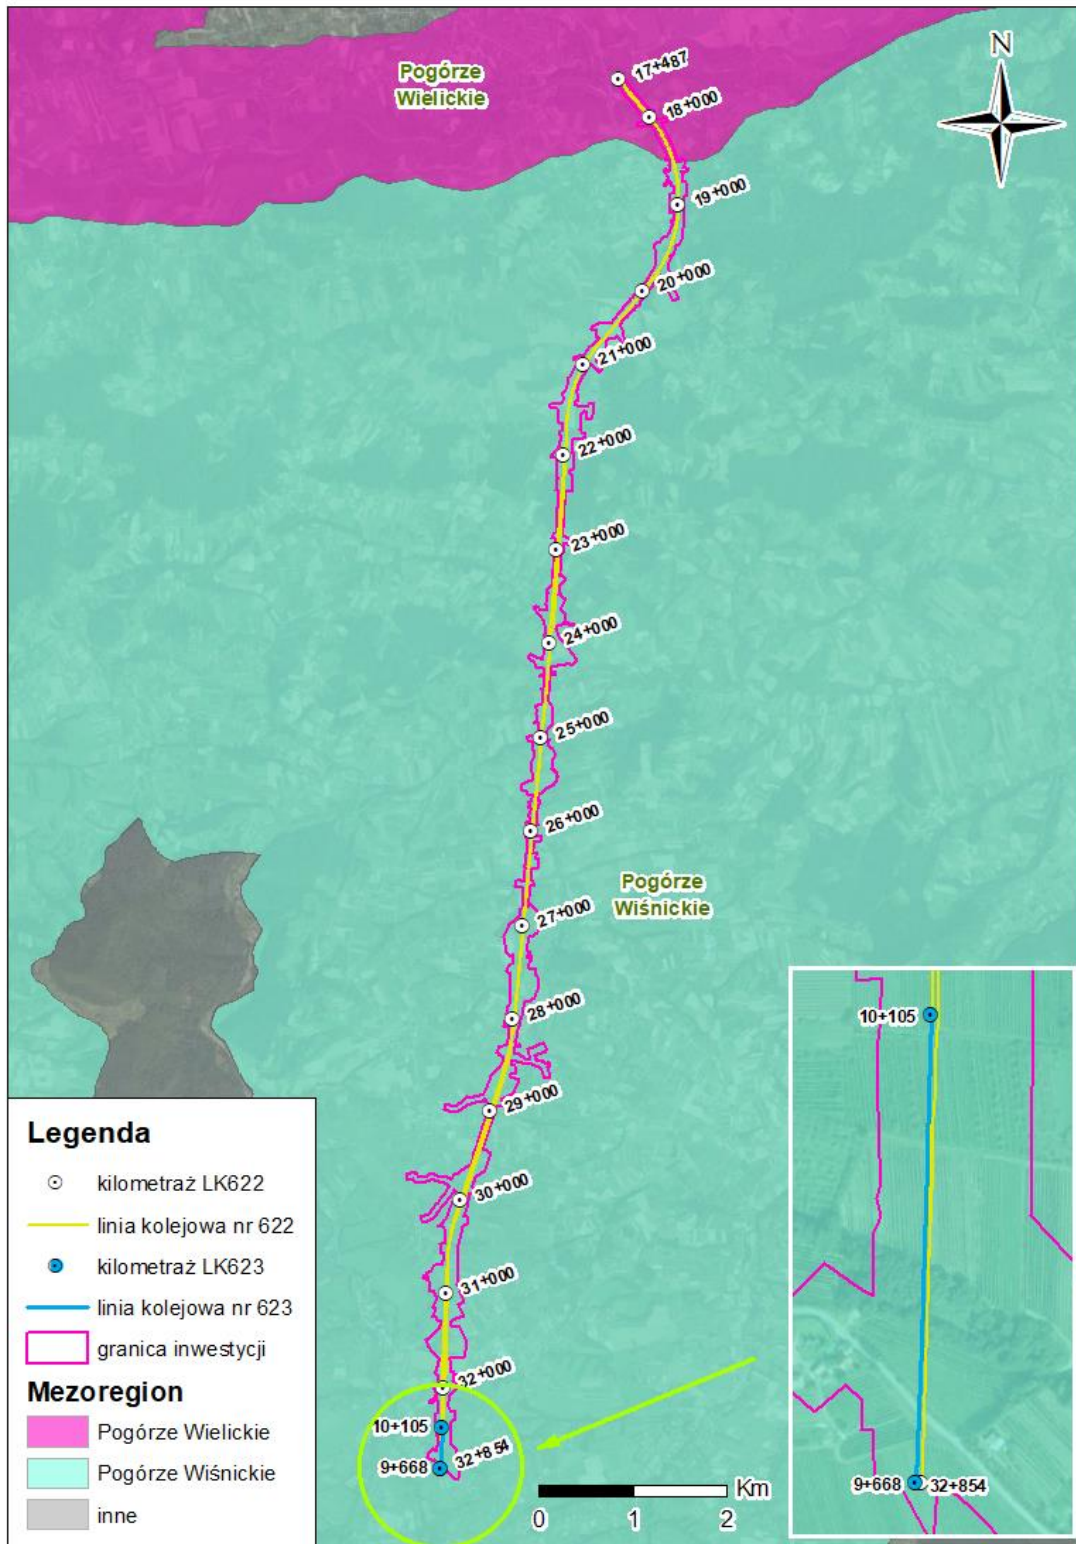 Pogórze
Wielickie
N
17+487
18+000
19+000
20+000
21+000
22+000
23+000
24+000
25+000
26+000
Pogórze
Wiśnickie
27+000
28+000
29+000
30+000
31+000
32+000
10+105
9+668
32+854
0
1
2
Km
10+105
9+668
32+854
Legenda
kilometraż LK622
linia kolejowa nr 622
kilometraż LK623
linia kolejowa nr 623
granica inwestycji
Mezoregion
Pogórze Wielickie
Pogórze Wiśnickie
inne